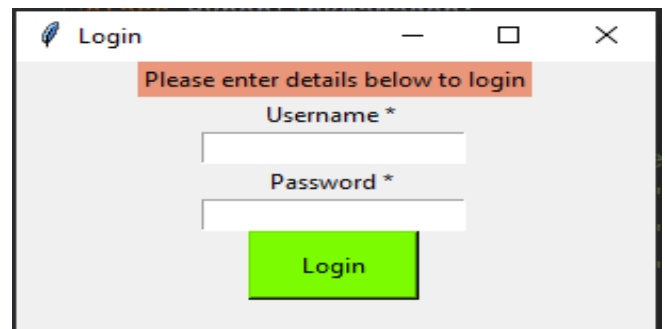 Login
Please enter details below to login
Username *
Password *
Login